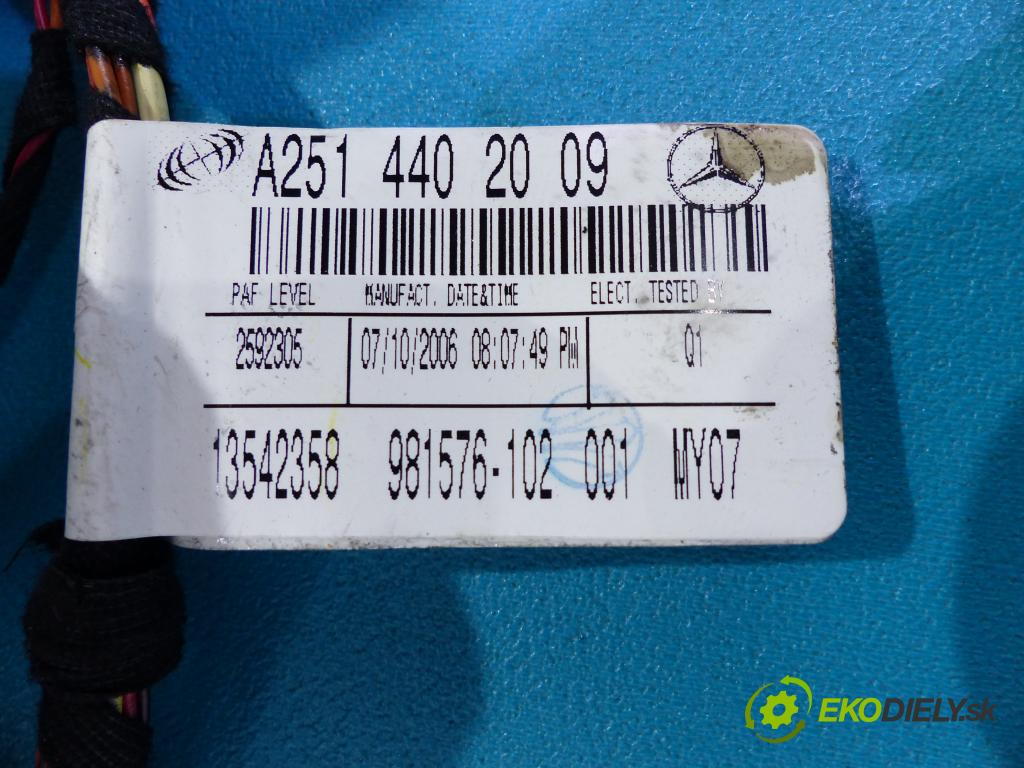 A251 440 20 09
PAF LEVEL MANUFACT. DATE&TIME ELECT. TESTED BY
2592305 07/10/2006 08:07:49 PM Q1
13542358 981576-102 001 MY07
EKODIELY.sk